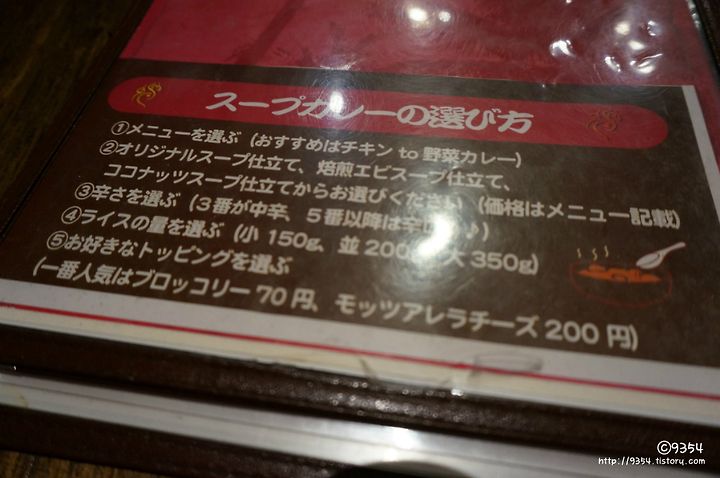 スープカレーの選び方
①メニューを選ぶ (おすすめはチキン to 野菜カレー)
②オリジナルスープ仕立て、焙煎エビスープ仕立て、
ココナッツスープ仕立てからお選びください (価格はメニュー記載)
③辛さを選ぶ (3番が中辛、5番以降は辛口 ♪)
④ライスの量を選ぶ (小 150g、並 200 大 350g)
⑤お好きなトッピングを選ぶ
(一番人気はブロッコリー 70 円、モッツアレラチーズ 200 円)
©9354
http://9354.tistory.com